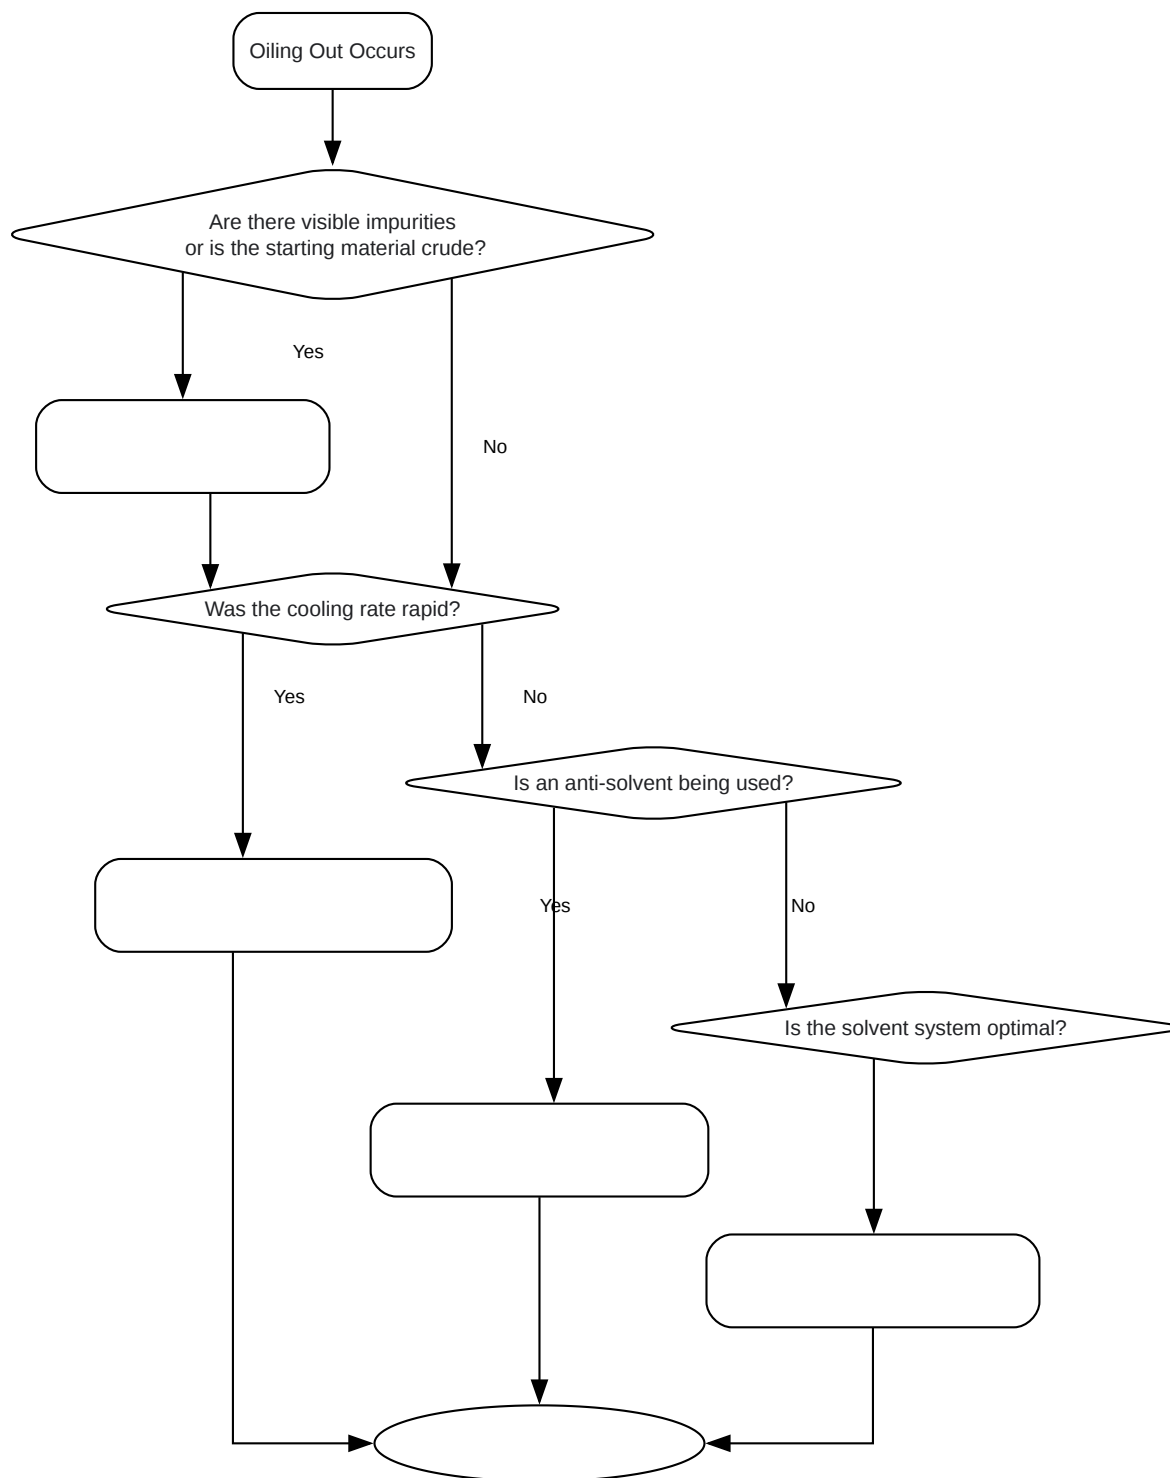 Oiling Out Occurs
Are there visible impurities
or is the starting material crude?
Yes
No
Was the cooling rate rapid?
Yes
No
Is an anti-solvent being used?
Yes
No
Is the solvent system optimal?